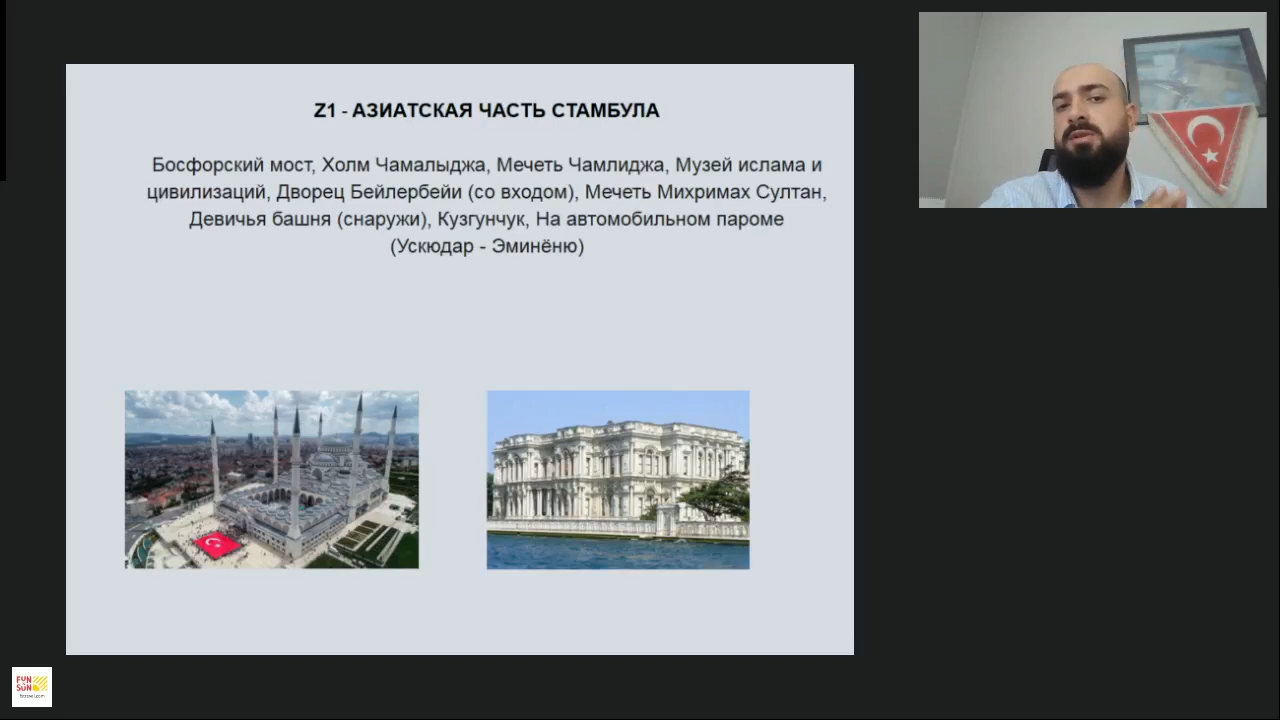 Z1 - АЗИАТСКАЯ ЧАСТЬ СТАМБУЛА
Босфорский мост, Холм Чамалыджа, Мечеть Чамлиджа, Музей ислама и
цивилизаций, Дворец Бейлербейи (со входом), Мечеть Михримах Султан,
Девичья башня (снаружи), Кузгунчук, На автомобильном пароме
(Ускюдар - Эминёню)
FUN
SUN